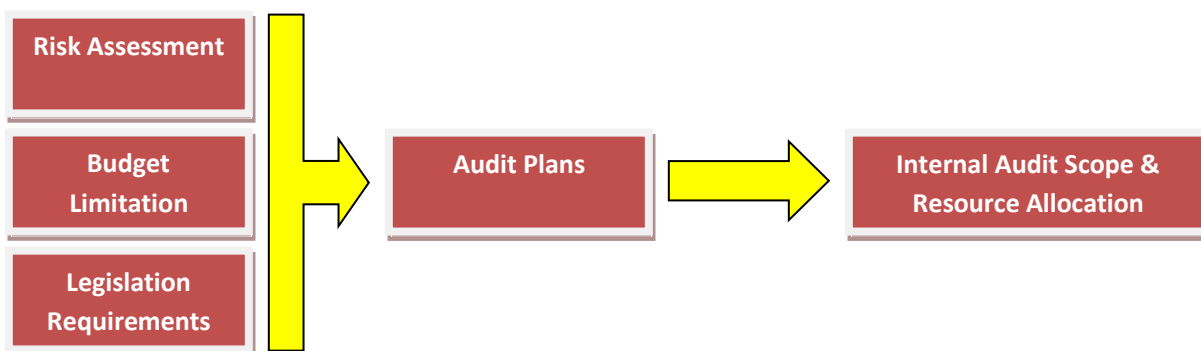 Risk Assessment
Budget
Limitation
Legislation
Requirements
Audit Plans
Internal Audit Scope &
Resource Allocation